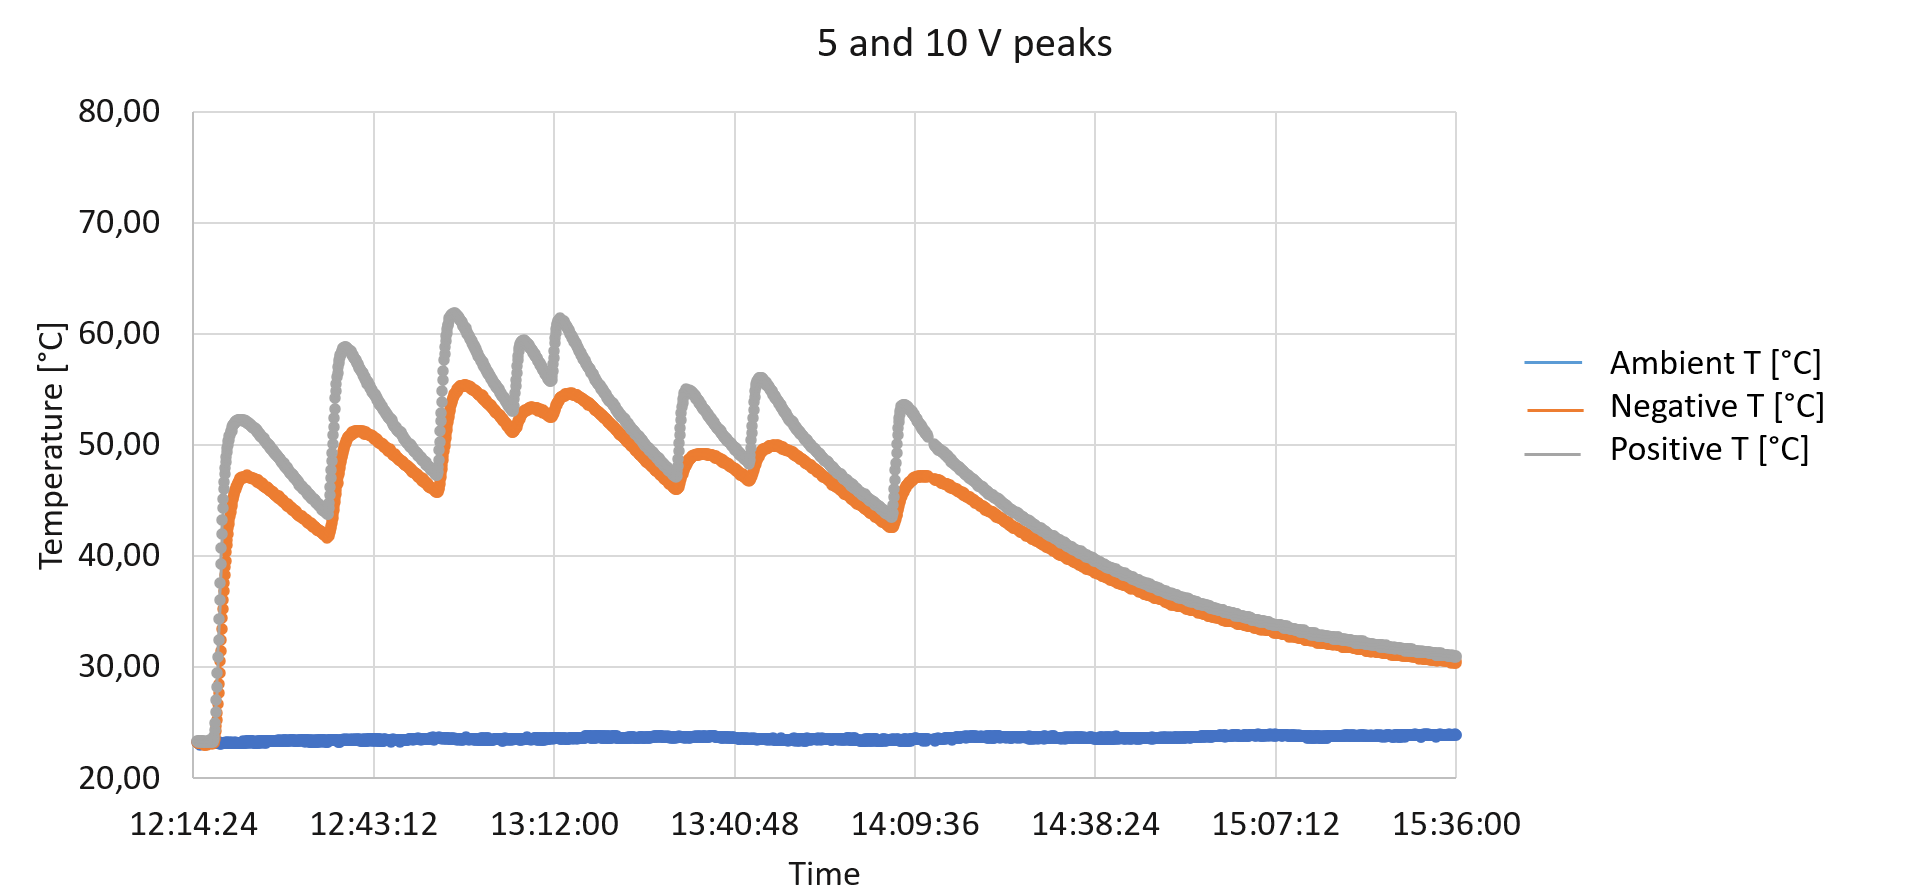 5 and 10 V peaks
80,00
70,00
60,00
50,00
40,00
30,00
20,00
Temperature [°C]
12:14:24 12:43:12 13:12:00 13:40:48 14:09:36 14:38:24 15:07:12 15:36:00
Time
Ambient T [°C]
Negative T [°C]
Positive T [°C]